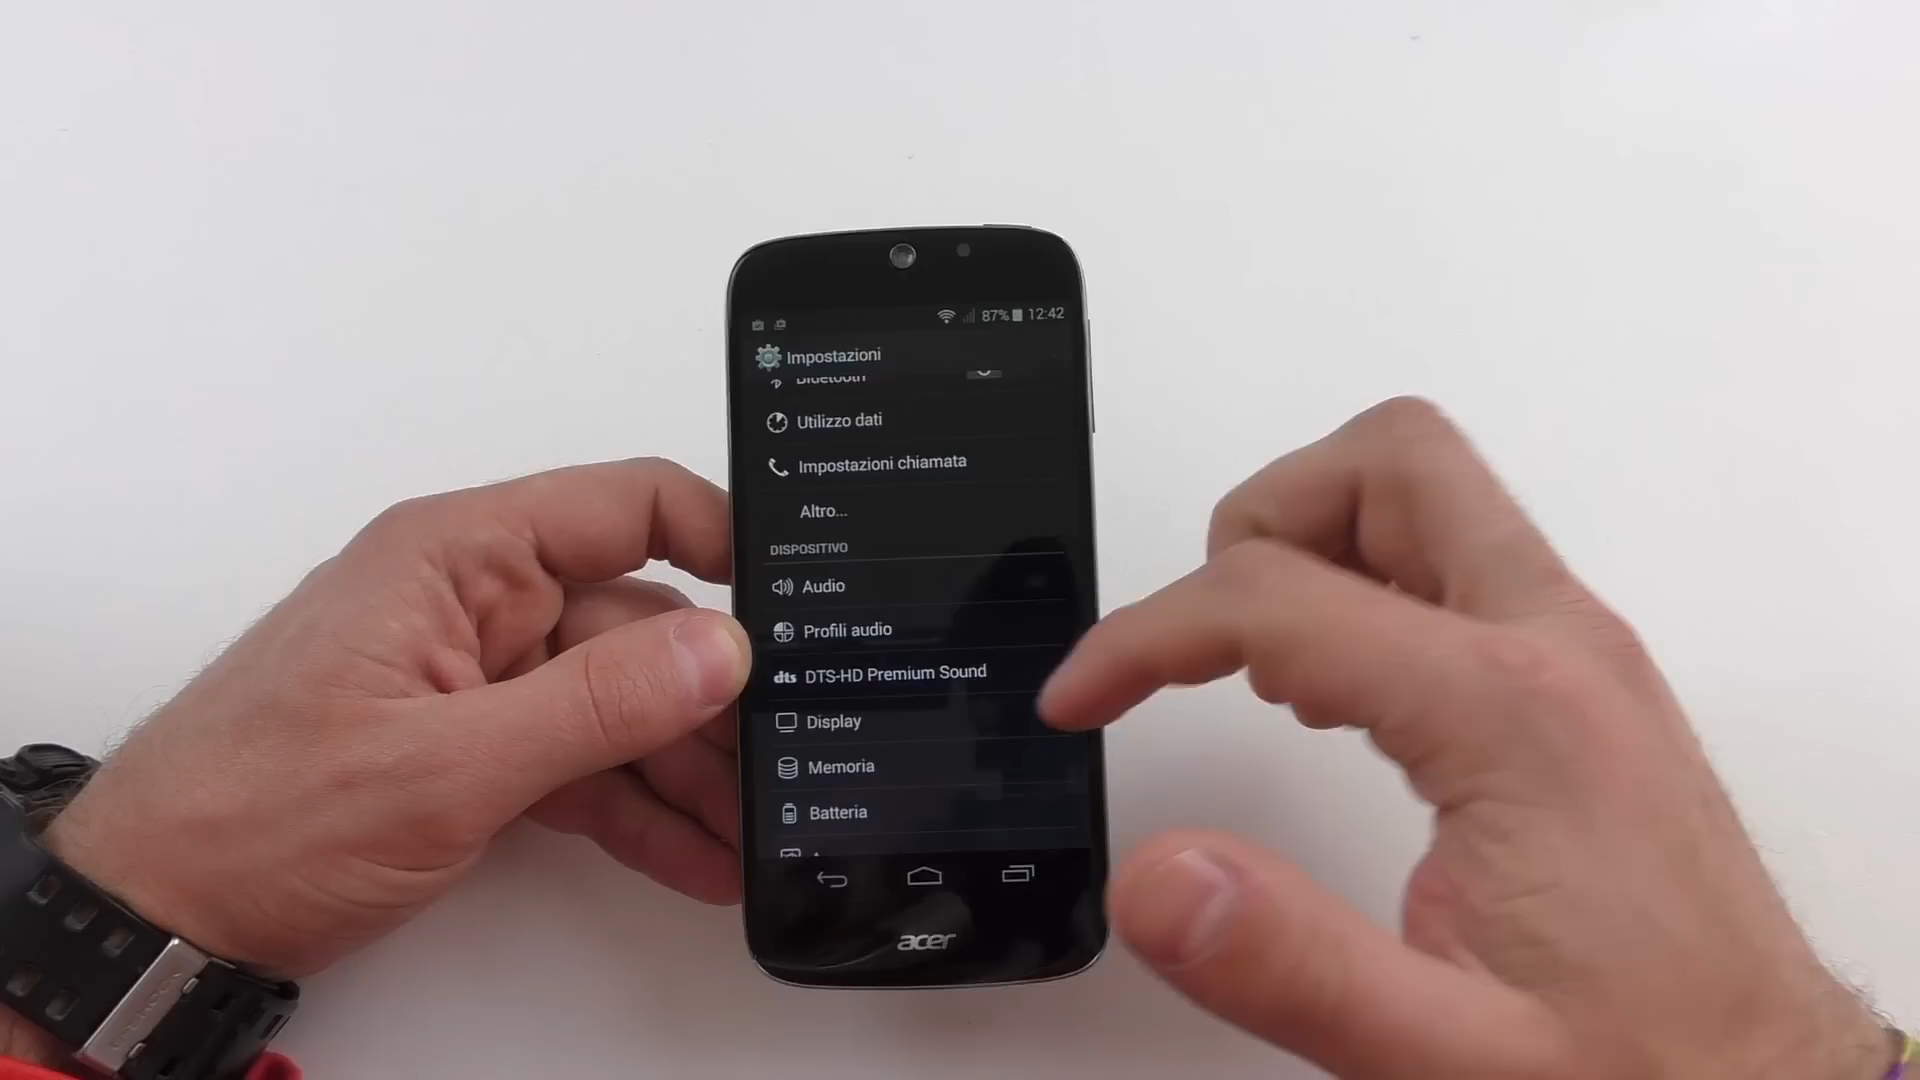 87% 12:42
Impostazioni
Bluetooth
Utilizzo dati
Impostazioni chiamata
Altro...
DISPOSITIVO
Audio
Profili audio
dts DTS-HD Premium Sound
Display
Memoria
Batteria
acer